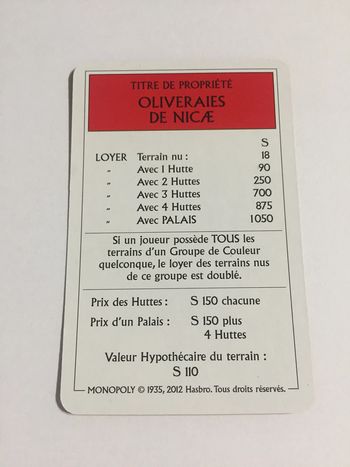 TITRE DE PROPRIÉTÉ
OLIVERAIES
DE NICÆ
S
LOYER Terrain nu : 18
„ Avec 1 Hutte 90
„ Avec 2 Huttes 250
„ Avec 3 Huttes 700
„ Avec 4 Huttes 875
„ Avec PALAIS 1050
Si un joueur possède TOUS les
terrains d'un Groupe de Couleur
quelconque, le loyer des terrains nus
de ce groupe est doublé.
Prix des Huttes : S 150 chacune
Prix d'un Palais : S 150 plus
4 Huttes
Valeur Hypothécaire du terrain :
S 110
MONOPOLY © 1935, 2012 Hasbro. Tous droits réservés.